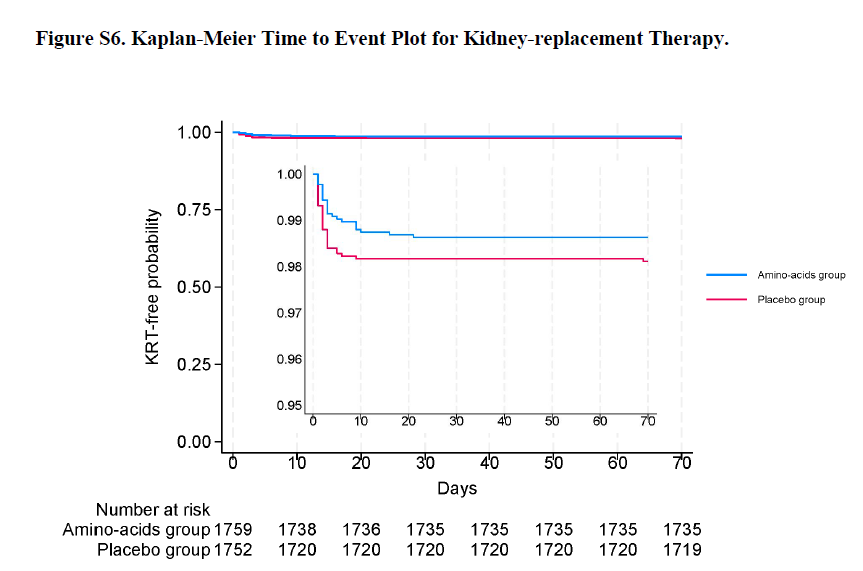 Figure S6. Kaplan-Meier Time to Event Plot for Kidney-replacement Therapy.
1.00
0.75
0.50
0.25
0.00
KRT-free probability
1.00
0.99
0.98
0.97
0.96
0.95
0 10 20 30 40 50 60 70
Amino-acids group
Placebo group
0 10 20 30 40 50 60 70
Days
Number at risk
Amino-acids group 1759 1738 1736 1735 1735 1735 1735 1735
Placebo group 1752 1720 1720 1720 1720 1720 1720 1719